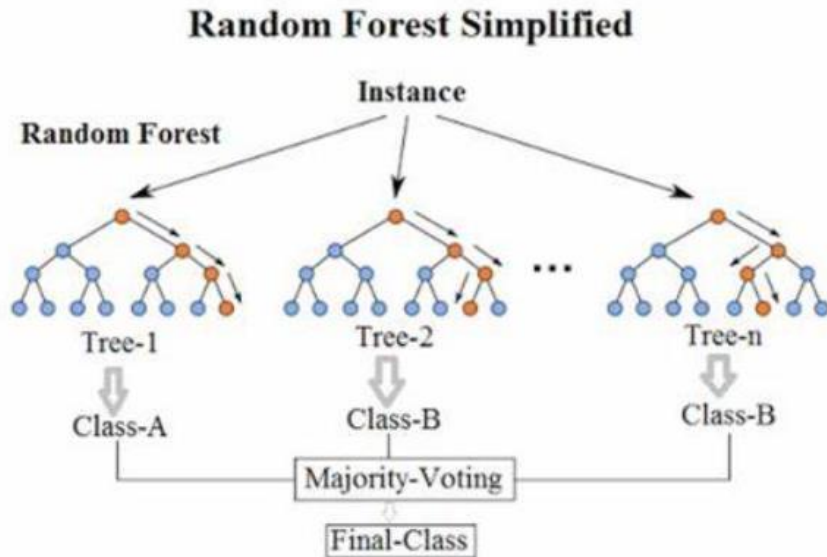 Random Forest Simplified
Instance
Random Forest
...
Tree-1
Tree-2
Tree-n
Class-A
Class-B
Class-B
Majority-Voting
Final-Class